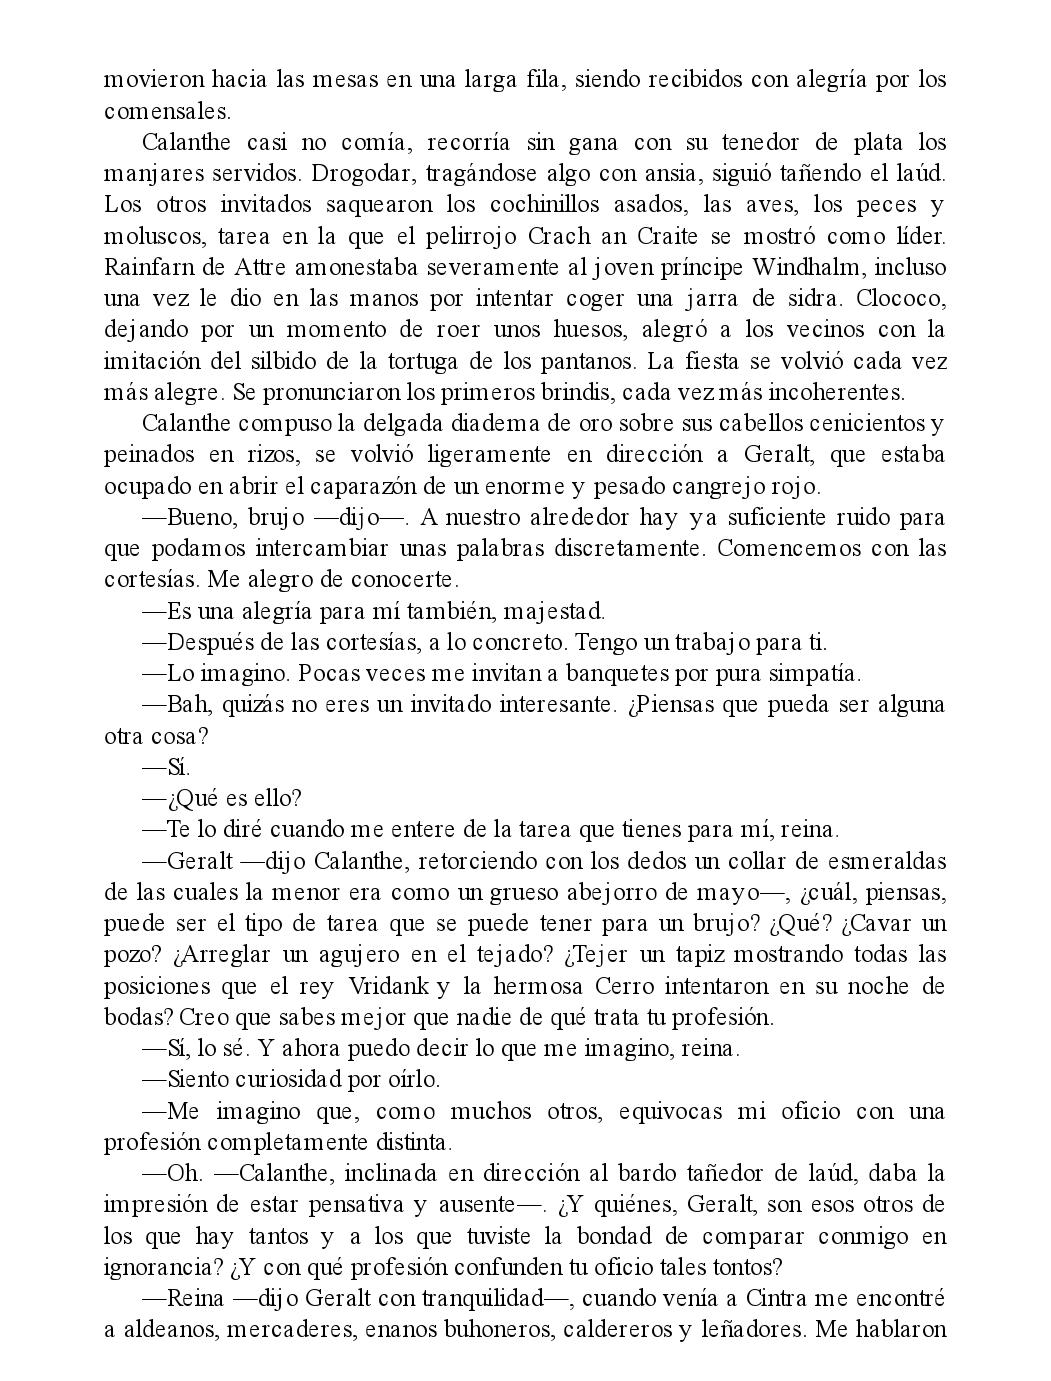 movieron hacia las mesas en una larga fila, siendo recibidos con alegría por los
comensales.
Calanthe casi no comía, recorría sin gana con su tenedor de plata los
manjares servidos. Drogodar, tragándose algo con ansia, siguió tañendo el laúd.
Los otros invitados saquearon los cochinillos asados, las aves, los peces y
moluscos, tarea en la que el pelirrojo Crach an Craite se mostró como líder.
Rainfarn de Attre amonestaba severamente al joven príncipe Windhalm, incluso
una vez le dio en las manos por intentar coger una jarra de sidra. Clococo,
dejando por un momento de roer unos huesos, alegró a los vecinos con la
imitación del silbido de la tortuga de los pantanos. La fiesta se volvió cada vez
más alegre. Se pronunciaron los primeros brindis, cada vez más incoherentes.
Calanthe compuso la delgada diadema de oro sobre sus cabellos cenicientos y
peinados en rizos, se volvió ligeramente en dirección a Geralt, que estaba
ocupado en abrir el caparazón de un enorme y pesado cangrejo rojo.
—Bueno, brujo —dijo—. A nuestro alrededor hay ya suficiente ruido para
que podamos intercambiar unas palabras discretamente. Comencemos con las
cortesías. Me alegro de conocerte.
—Es una alegría para mí también, majestad.
—Después de las cortesías, a lo concreto. Tengo un trabajo para ti.
—Lo imagino. Pocas veces me invitan a banquetes por pura simpatía.
—Bah, quizás no eres un invitado interesante. ¿Piensas que pueda ser alguna
otra cosa?
—Sí.
—¿Qué es ello?
—Te lo diré cuando me entere de la tarea que tienes para mí, reina.
—Geralt —dijo Calanthe, retorciendo con los dedos un collar de esmeraldas
de las cuales la menor era como un grueso abejorro de mayo—, ¿cuál, piensas,
puede ser el tipo de tarea que se puede tener para un brujo? ¿Qué? ¿Cavar un
pozo? ¿Arreglar un agujero en el tejado? ¿Tejer un tapiz mostrando todas las
posiciones que el rey Vridank y la hermosa Cerro intentaron en su noche de
bodas? Creo que sabes mejor que nadie de qué trata tu profesión.
—Sí, lo sé. Y ahora puedo decir lo que me imagino, reina.
—Siento curiosidad por oírlo.
—Me imagino que, como muchos otros, equivocas mi oficio con una
profesión completamente distinta.
—Oh. —Calanthe, inclinada en dirección al bardo tañedor de laúd, daba la
impresión de estar pensativa y ausente—. ¿Y quiénes, Geralt, son esos otros de
los que hay tantos y a los que tuviste la bondad de comparar conmigo en
ignorancia? ¿Y con qué profesión confunden tu oficio tales tontos?
—Reina —dijo Geralt con tranquilidad—, cuando venía a Cintra me encontré
a aldeanos, mercaderes, enanos buhoneros, caldereros y leñadores. Me hablaron